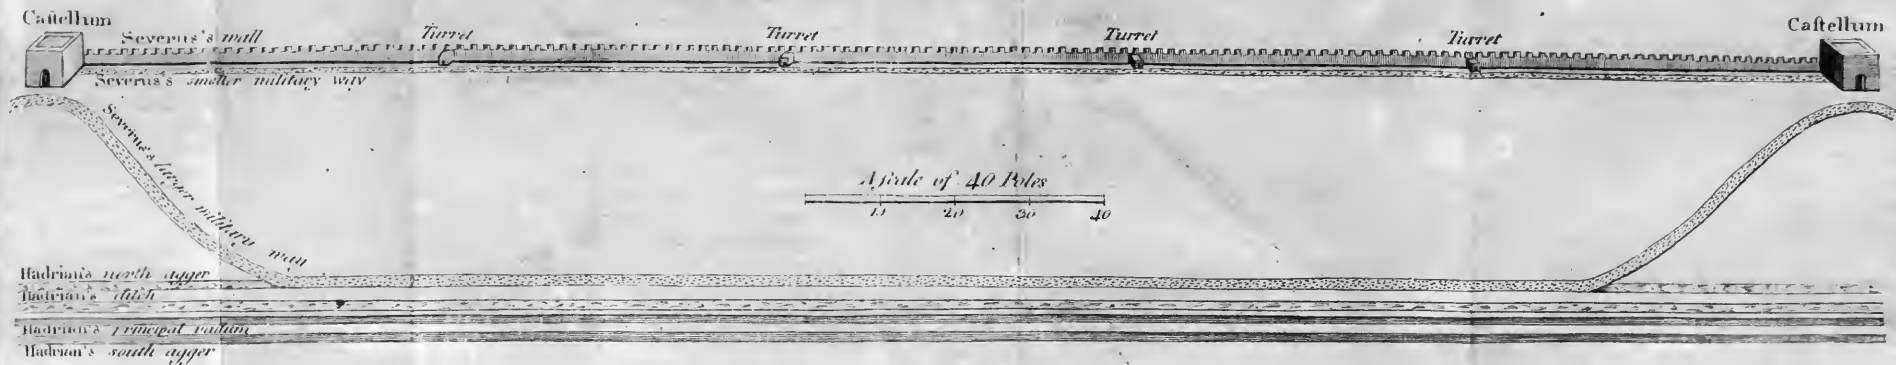 Caſtellum
Severus's wall
Turret
Turret
Turret
Turret
Caſtellum
Severus's smaller military way
Severus's larger military way
A ſcale of 40 Poles
10 20 30 40
Hadrian's north agger
Hadrian's ditch
Hadrian's principal vallum
Hadrian's south agger